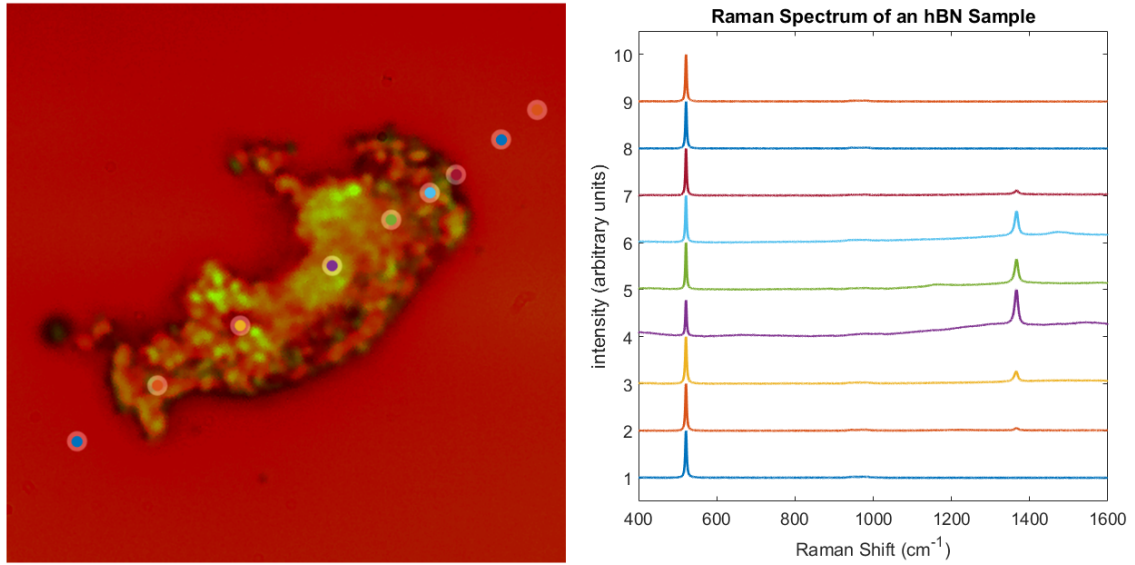 Raman Spectrum of an hBN Sample
10
9
8
7
6
5
4
3
2
1
intensity (arbitrary units)
400 600 800 1000 1200 1400 1600
Raman Shift (cm⁻¹)